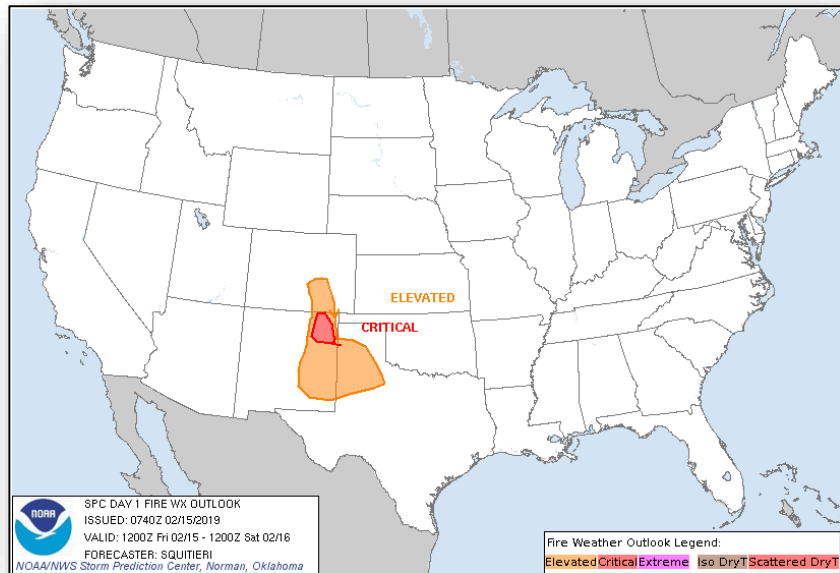 ELEVATED
CRITICAL
NOAA
SPC DAY 1 FIRE WX OUTLOOK
ISSUED: 0740Z 02/15/2019
VALID: 1200Z Fri 02/15 - 1200Z Sat 02/16
FORECASTER: SQUITIERI
NOAA/NWS Storm Prediction Center, Norman, Oklahoma
Fire Weather Outlook Legend:
Elevated Critical Extreme Iso DryT Scattered DryT